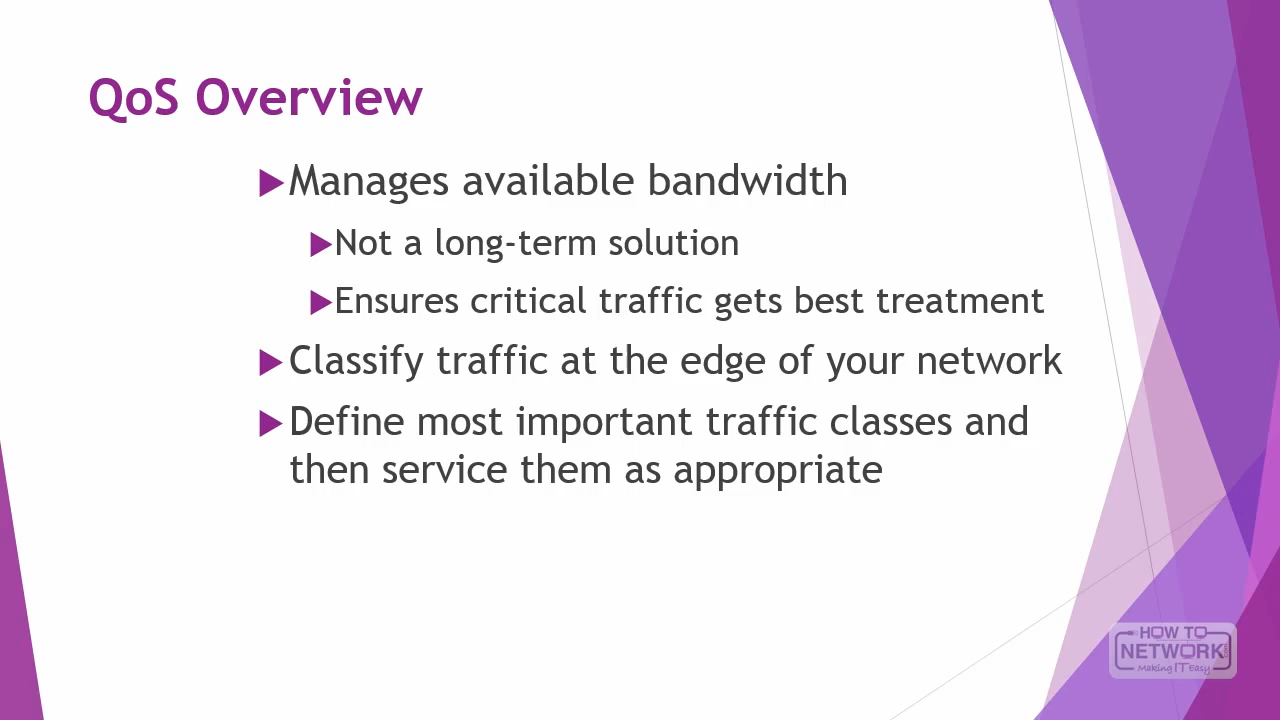 QoS Overview
Manages available bandwidth
Not a long-term solution
Ensures critical traffic gets best treatment
Classify traffic at the edge of your network
Define most important traffic classes and
then service them as appropriate
HOW TO
NETWORK.com
Making IT Easy